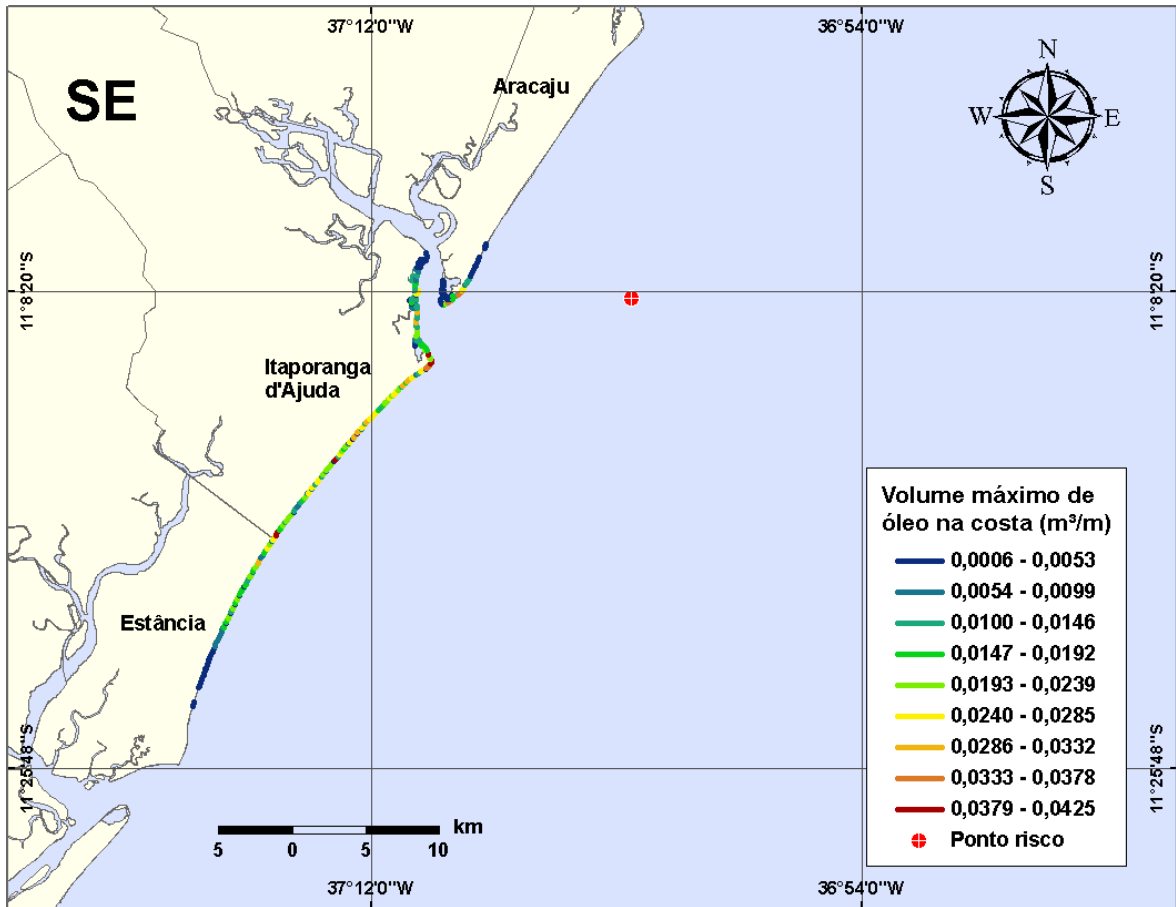 37°12'0"W
36°54'0"W
SE
Aracaju
N
W
E
S
11°8'20"S
11°8'20"S
Itaporanga
d'Ajuda
Volume máximo de
óleo na costa (m³/m)
0,0006 - 0,0053
0,0054 - 0,0099
0,0100 - 0,0146
0,0147 - 0,0192
0,0193 - 0,0239
0,0240 - 0,0285
0,0286 - 0,0332
0,0333 - 0,0378
0,0379 - 0,0425
Ponto risco
Estância
11°25'48"S
11°25'48"S
km
5 0 5 10
37°12'0"W
36°54'0"W